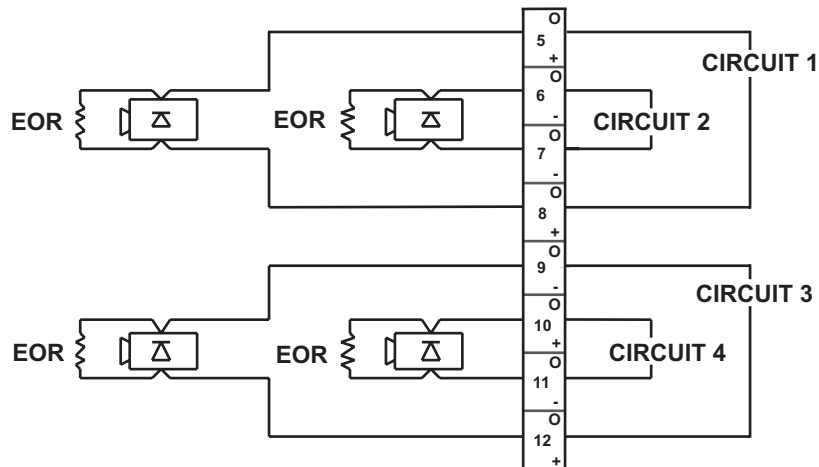 O
5
+
CIRCUIT 1
O
6
-
EOR
EOR
CIRCUIT 2
O
7
-
O
8
+
O
9
-
CIRCUIT 3
O
10
+
EOR
EOR
CIRCUIT 4
O
11
-
O
12
+